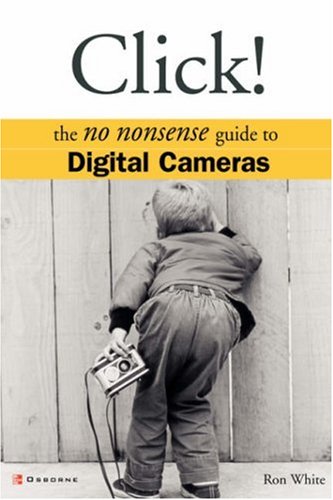 Click!
the no nonsense guide to
Digital Cameras
OSBORNE
Ron White